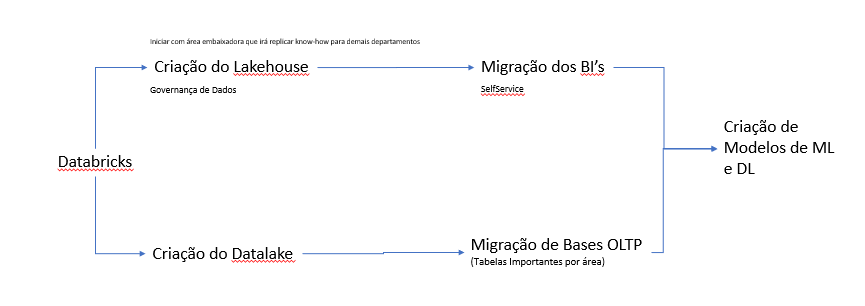 Iniciar com área embaixadora que irá replicar know-how para demais departamentos
Criação do Lakehouse
Governança de Dados
Migração dos BI’s
SelfService
Databricks
Criação de
Modelos de ML
e DL
Criação do Datalake
Migração de Bases OLTP
(Tabelas Importantes por área)